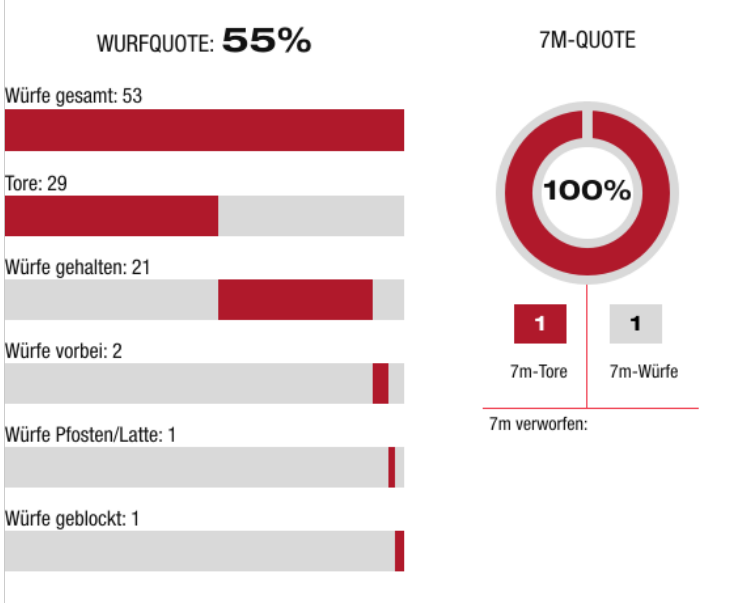 WURFQUOTE: 55%
Würfe gesamt: 53
Tore: 29
Würfe gehalten: 21
Würfe vorbei: 2
Würfe Pfosten/Latte: 1
Würfe geblockt: 1
7M-QUOTE
100%
1 1
7m-Tore 7m-Würfe
7m verworfen: